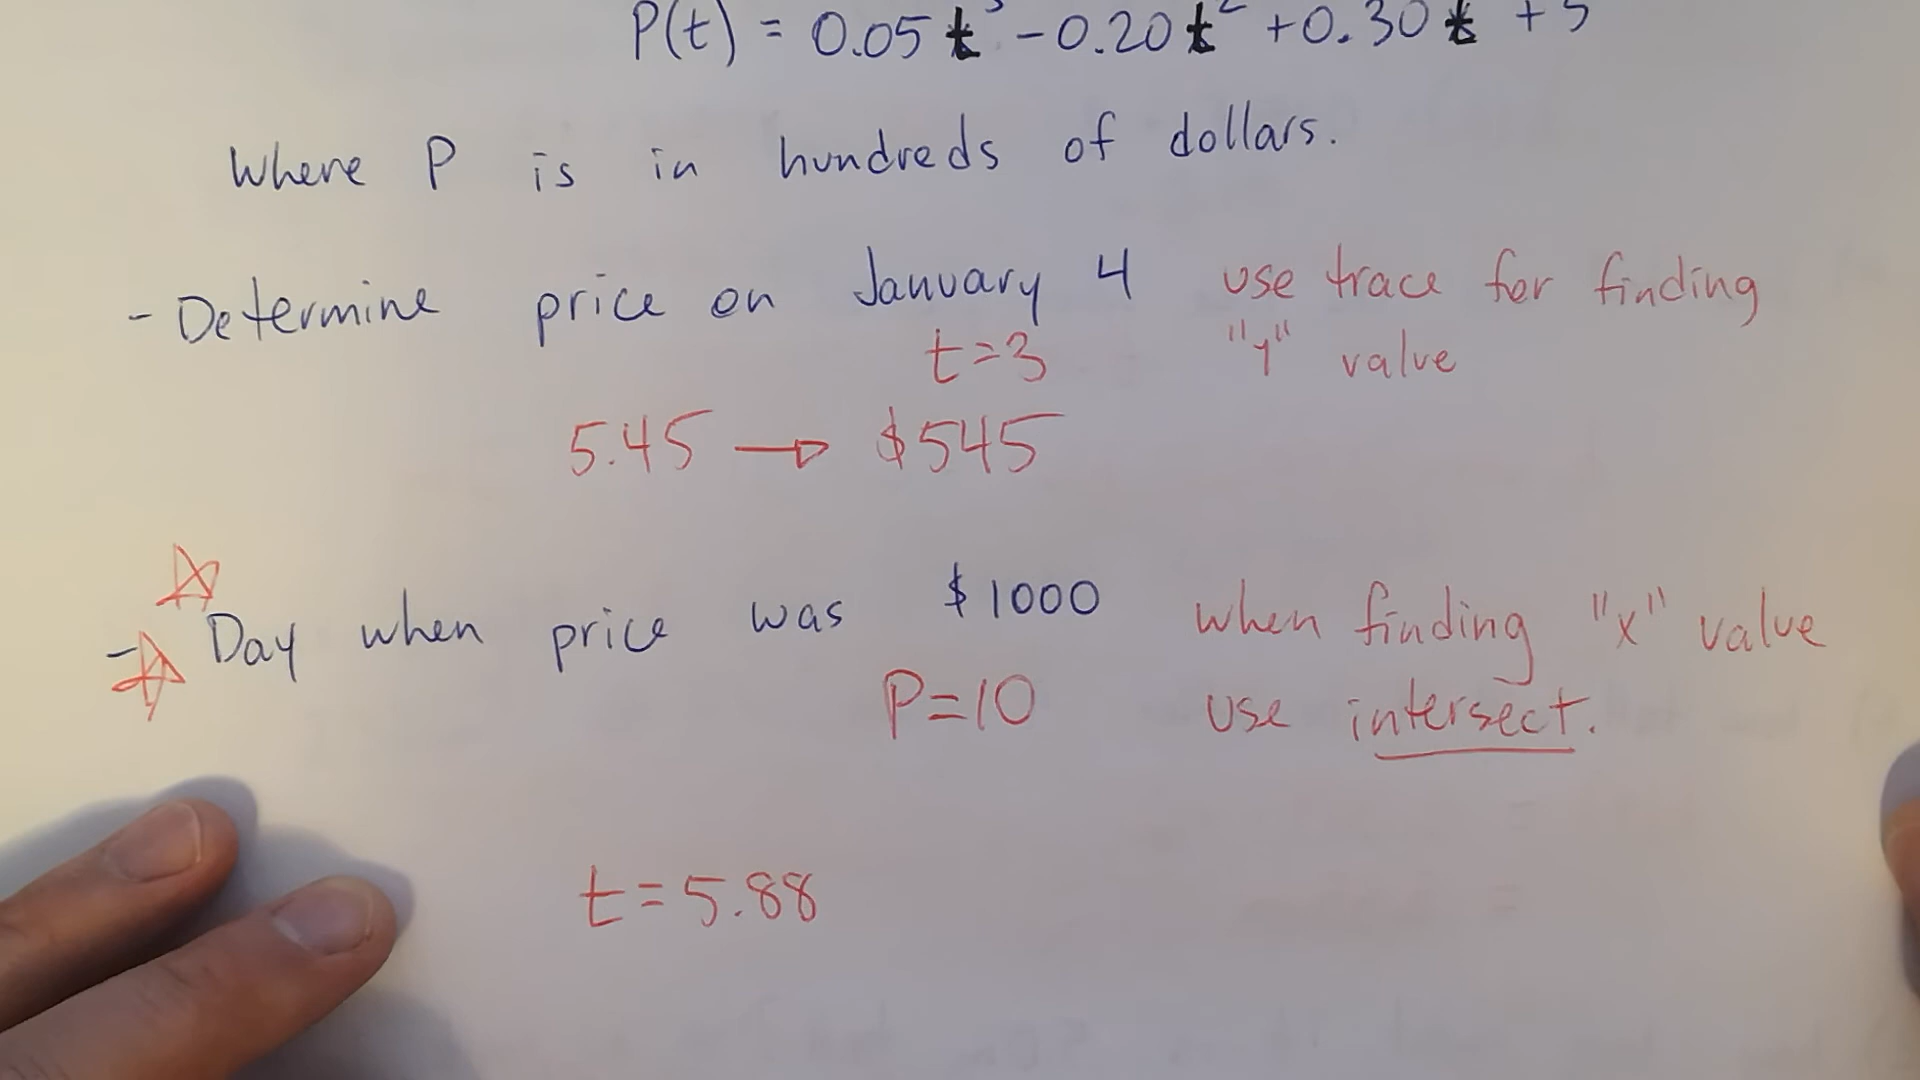 P(t) = 0.05t³ - 0.20t² + 0.30t + 5
Where P is in hundreds of dollars.
- Determine price on January 4
t=3
use trace for finding
"y" value
5.45 → $545
- Day when price was $1000
P=10
when finding "x" value
use intersect.
t=5.88